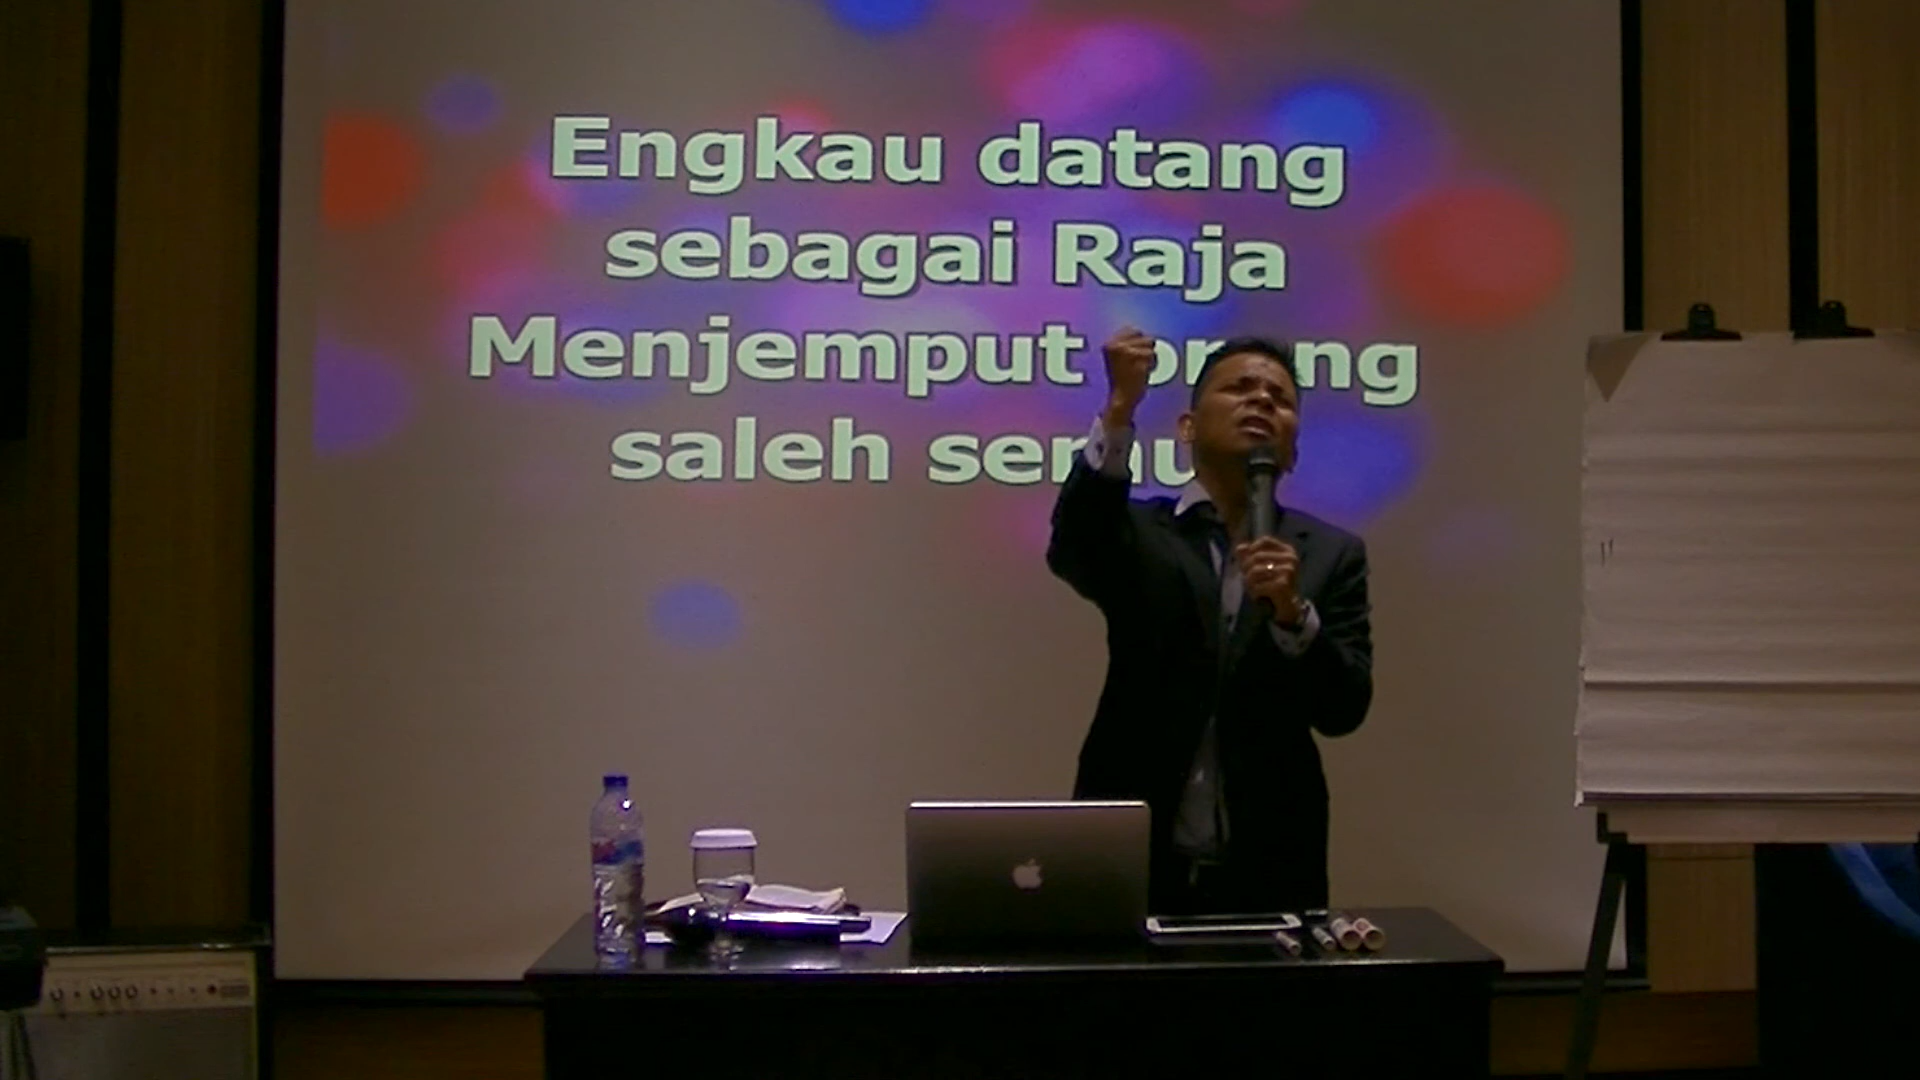 Engkau datang
sebagai Raja
Menjemput
saleh